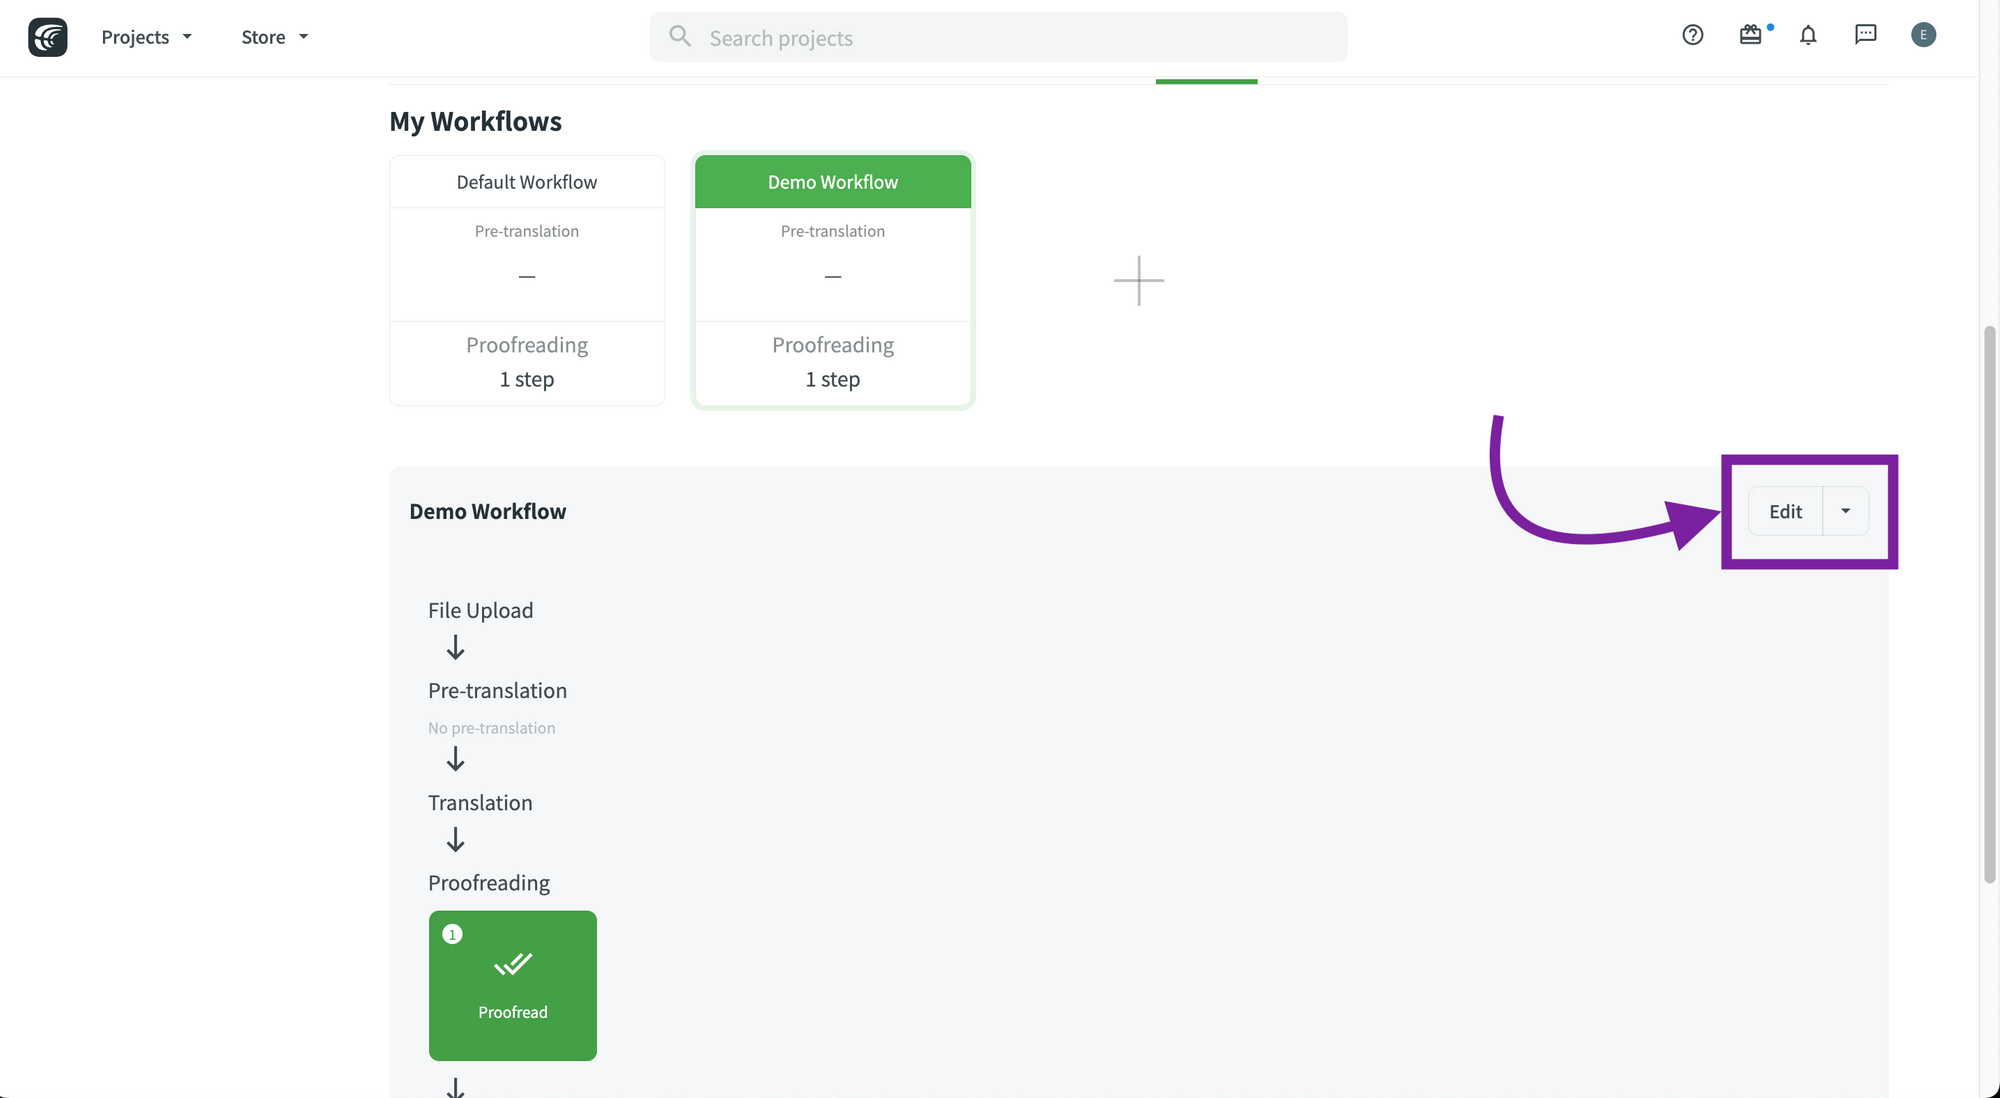 Projects
Store
Search projects
E
My Workflows
Default Workflow
Pre-translation
—
Proofreading
1 step
Demo Workflow
Pre-translation
—
Proofreading
1 step
Demo Workflow
Edit
File Upload
Pre-translation
No pre-translation
Translation
Proofreading
1
Proofread